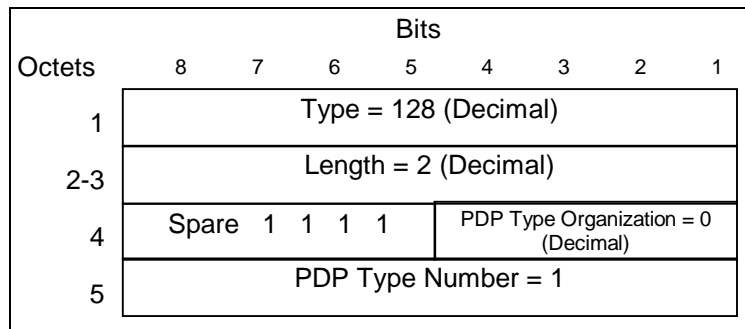 Bits
Octets 8 7 6 5 4 3 2 1
1 Type = 128 (Decimal)
2-3 Length = 2 (Decimal)
4 Spare 1 1 1 1 PDP Type Organization = 0
(Decimal)
5 PDP Type Number = 1